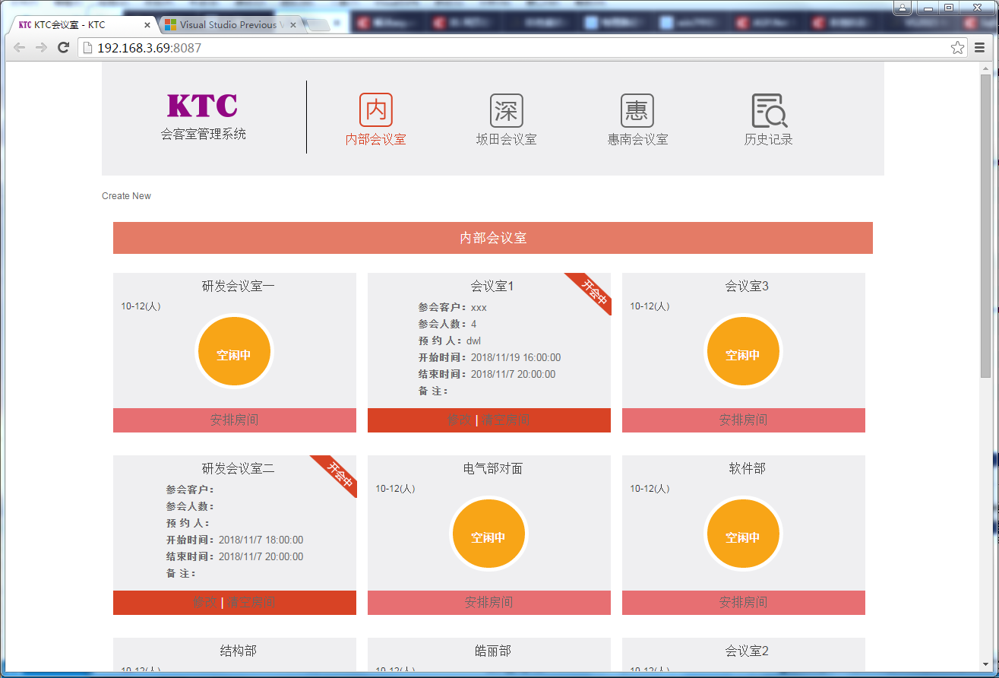 KTC KTC会议室 - KTC
Visual Studio Previous V
192.168.3.69:8087
KTC
会客室管理系统
内
内部会议室
深
坂田会议室
惠
惠南会议室
历史记录
Create New
内部会议室
研发会议室一
10-12(人)
空闲中
安排房间
会议室1
开会中
参会客户：xxx
参会人数：4
预 约 人：dwl
开始时间：2018/11/19 16:00:00
结束时间：2018/11/7 20:00:00
备 注：
修改 | 清空房间
会议室3
10-12(人)
空闲中
安排房间
研发会议室二
开会中
参会客户：
参会人数：
预 约 人：
开始时间：2018/11/7 18:00:00
结束时间：2018/11/7 20:00:00
备 注：
修改 | 清空房间
电气部对面
10-12(人)
空闲中
安排房间
软件部
10-12(人)
空闲中
安排房间
结构部
10-12(人)
皓丽部
10-12(人)
会议室2
10-12(人)